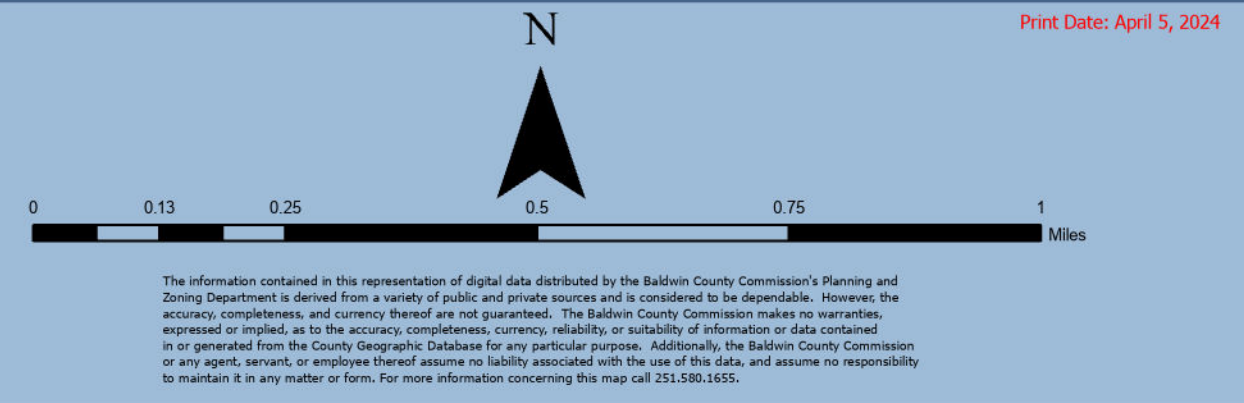 N
Print Date: April 5, 2024
0 0.13 0.25 0.5 0.75 1
Miles
The information contained in this representation of digital data distributed by the Baldwin County Commission's Planning and
Zoning Department is derived from a variety of public and private sources and is considered to be dependable. However, the
accuracy, completeness, and currency thereof are not guaranteed. The Baldwin County Commission makes no warranties,
expressed or implied, as to the accuracy, completeness, currency, reliability, or suitability of information or data contained
in or generated from the County Geographic Database for any particular purpose. Additionally, the Baldwin County Commission
or any agent, servant, or employee thereof assume no liability associated with the use of this data, and assume no responsibility
to maintain it in any matter or form. For more information concerning this map call 251.580.1655.